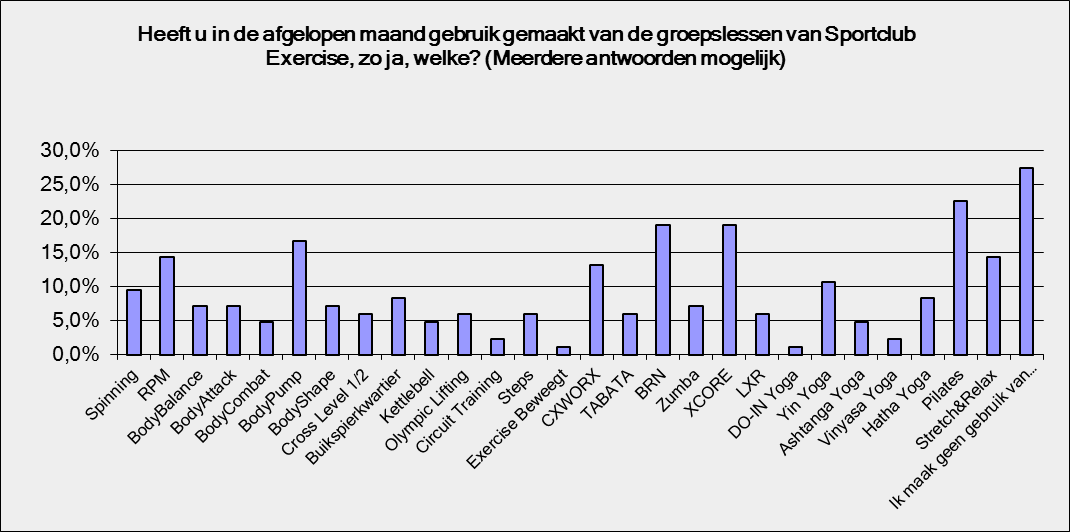 Heeft u in de afgelopen maand gebruik gemaakt van de groepslessen van Sportclub
Exercise, zo ja, welke? (Meerdere antwoorden mogelijk)
30,0%
25,0%
20,0%
15,0%
10,0%
5,0%
0,0%
Spinning
RPM
BodyBalance
BodyAttack
BodyCombat
BodyPump
BodyShape
Cross Level 1/2
Buikspierkwartier
Kettlebell
Olympic Lifting
Circuit Training
Steps
Exercise Beweegt
CXWORX
TABATA
BRN
Zumba
XCORE
LXR
DO-IN Yoga
Yin Yoga
Ashtanga Yoga
Vinyasa Yoga
Hatha Yoga
Pilates
Stretch&Relax
Ik maak geen gebruik van...